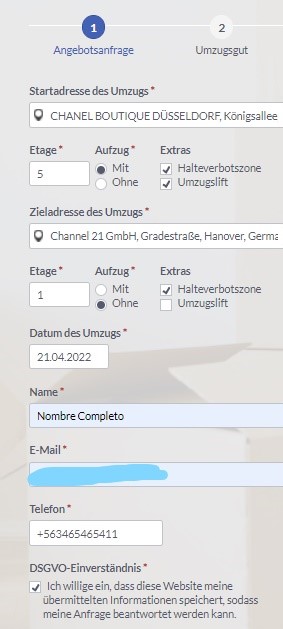 1
2
Angebotsanfrage
Umzugsgut
Startadresse des Umzugs *
CHANEL BOUTIQUE DÜSSELDORF, Königsallee
Etage * Aufzug * Extras
5 Mit Halteverbotszone
Ohne Umzugslift
Zieladresse des Umzugs *
Channel 21 GmbH, Gradestraße, Hanover, Germa
Etage * Aufzug * Extras
1 Mit Halteverbotszone
Ohne Umzugslift
Datum des Umzugs *
21.04.2022
Name *
Nombre Completo
E-Mail *
Telefon *
+563465465411
DSGVO-Einverständnis *
Ich willige ein, dass diese Website meine
übermittelten Informationen speichert, sodass
meine Anfrage beantwortet werden kann.